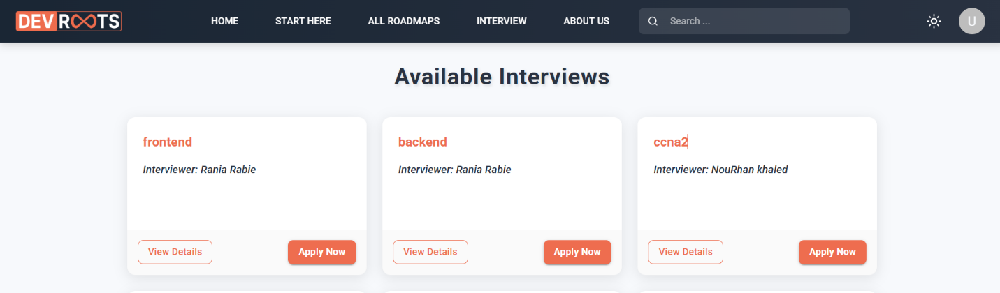 DEVROOTS HOME START HERE ALL ROADMAPS INTERVIEW ABOUT US Search ... U
Available Interviews
frontend
Interviewer: Rania Rabie
View Details Apply Now
backend
Interviewer: Rania Rabie
View Details Apply Now
ccna2
Interviewer: NouRhan khaled
View Details Apply Now